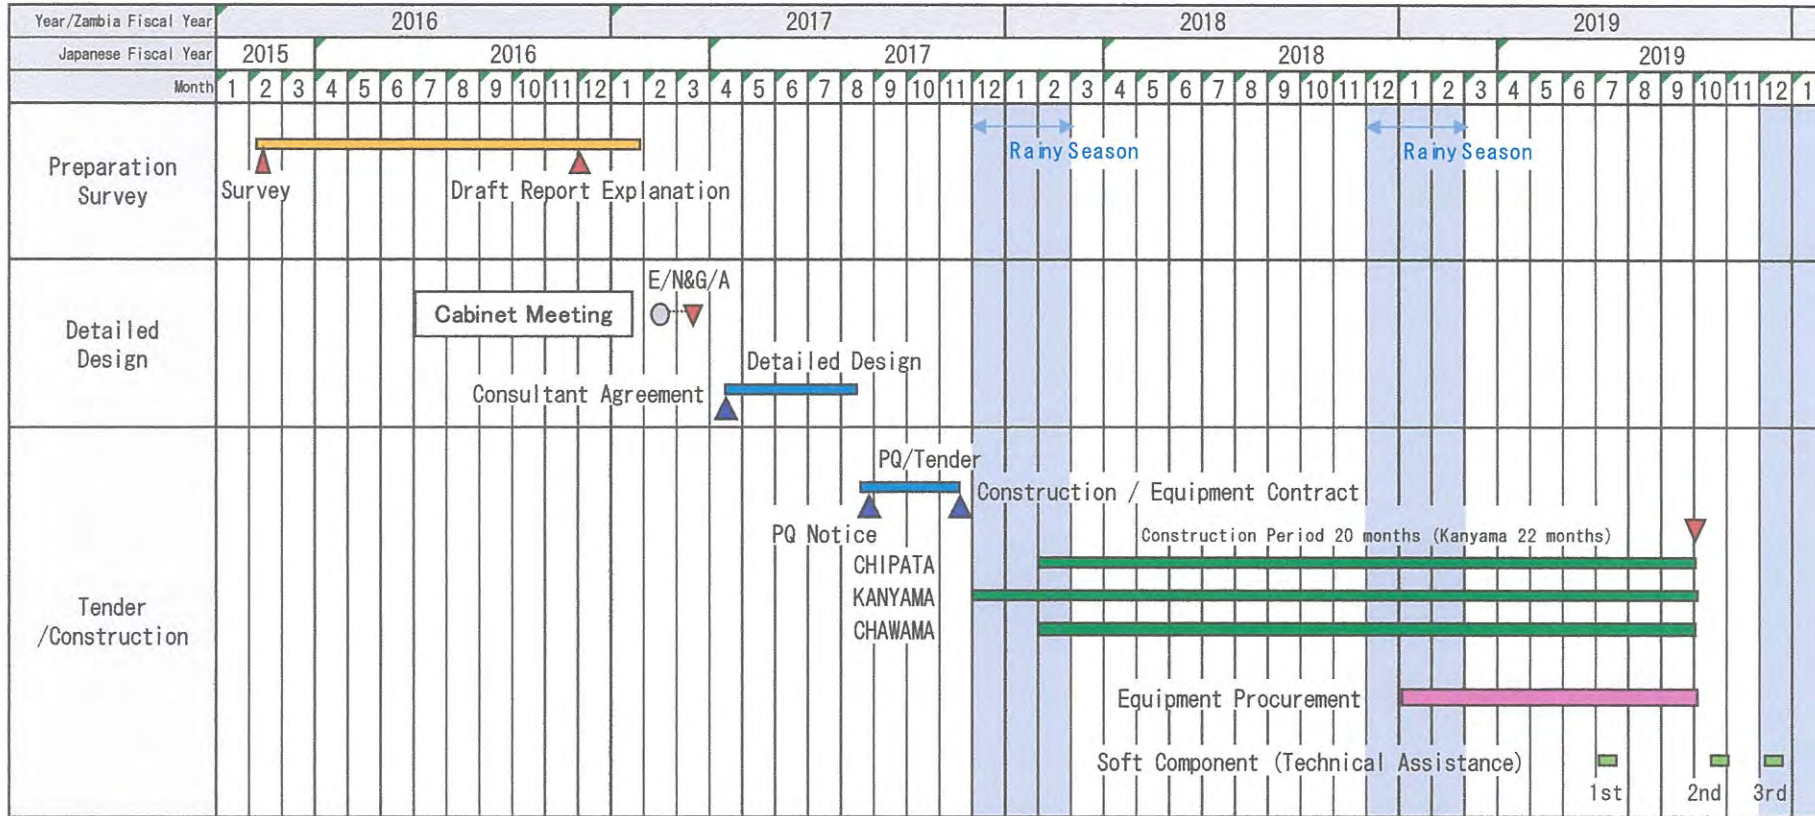 Year/Zambia Fiscal Year 2016 2017 2018 2019
Japanese Fiscal Year 2015 2016 2017 2018 2019
Month 1 2 3 4 5 6 7 8 9 10 11 12 1 2 3 4 5 6 7 8 9 10 11 12 1 2 3 4 5 6 7 8 9 10 11 12 1 2 3 4 5 6 7 8 9 10 11 12 1
Rainy Season Rainy Season
Preparation
Survey
Survey Draft Report Explanation
E/N&G/A
Cabinet Meeting
Detailed
Design
Detailed Design
Consultant Agreement
PQ/Tender
Construction / Equipment Contract
PQ Notice
Construction Period 20 months (Kanyama 22 months)
CHIPATA
KANYAMA
Tender
/Construction
CHAWAMA
Equipment Procurement
Soft Component (Technical Assistance)
1st 2nd 3rd